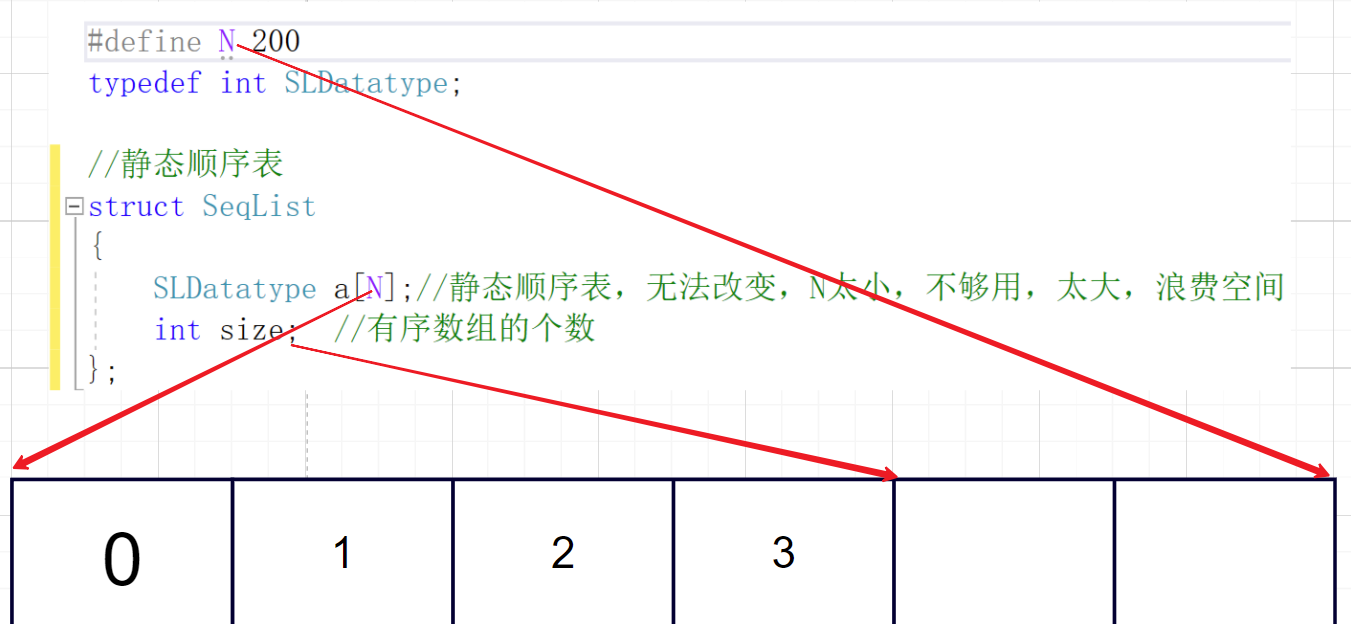 #define N 200
typedef int SLDatatype;
//静态顺序表
struct SeqList
{
SLDatatype a[N];//静态顺序表，无法改变，N太小，不够用，太大，浪费空间
int size; //有序数组的个数
};
0 1 2 3